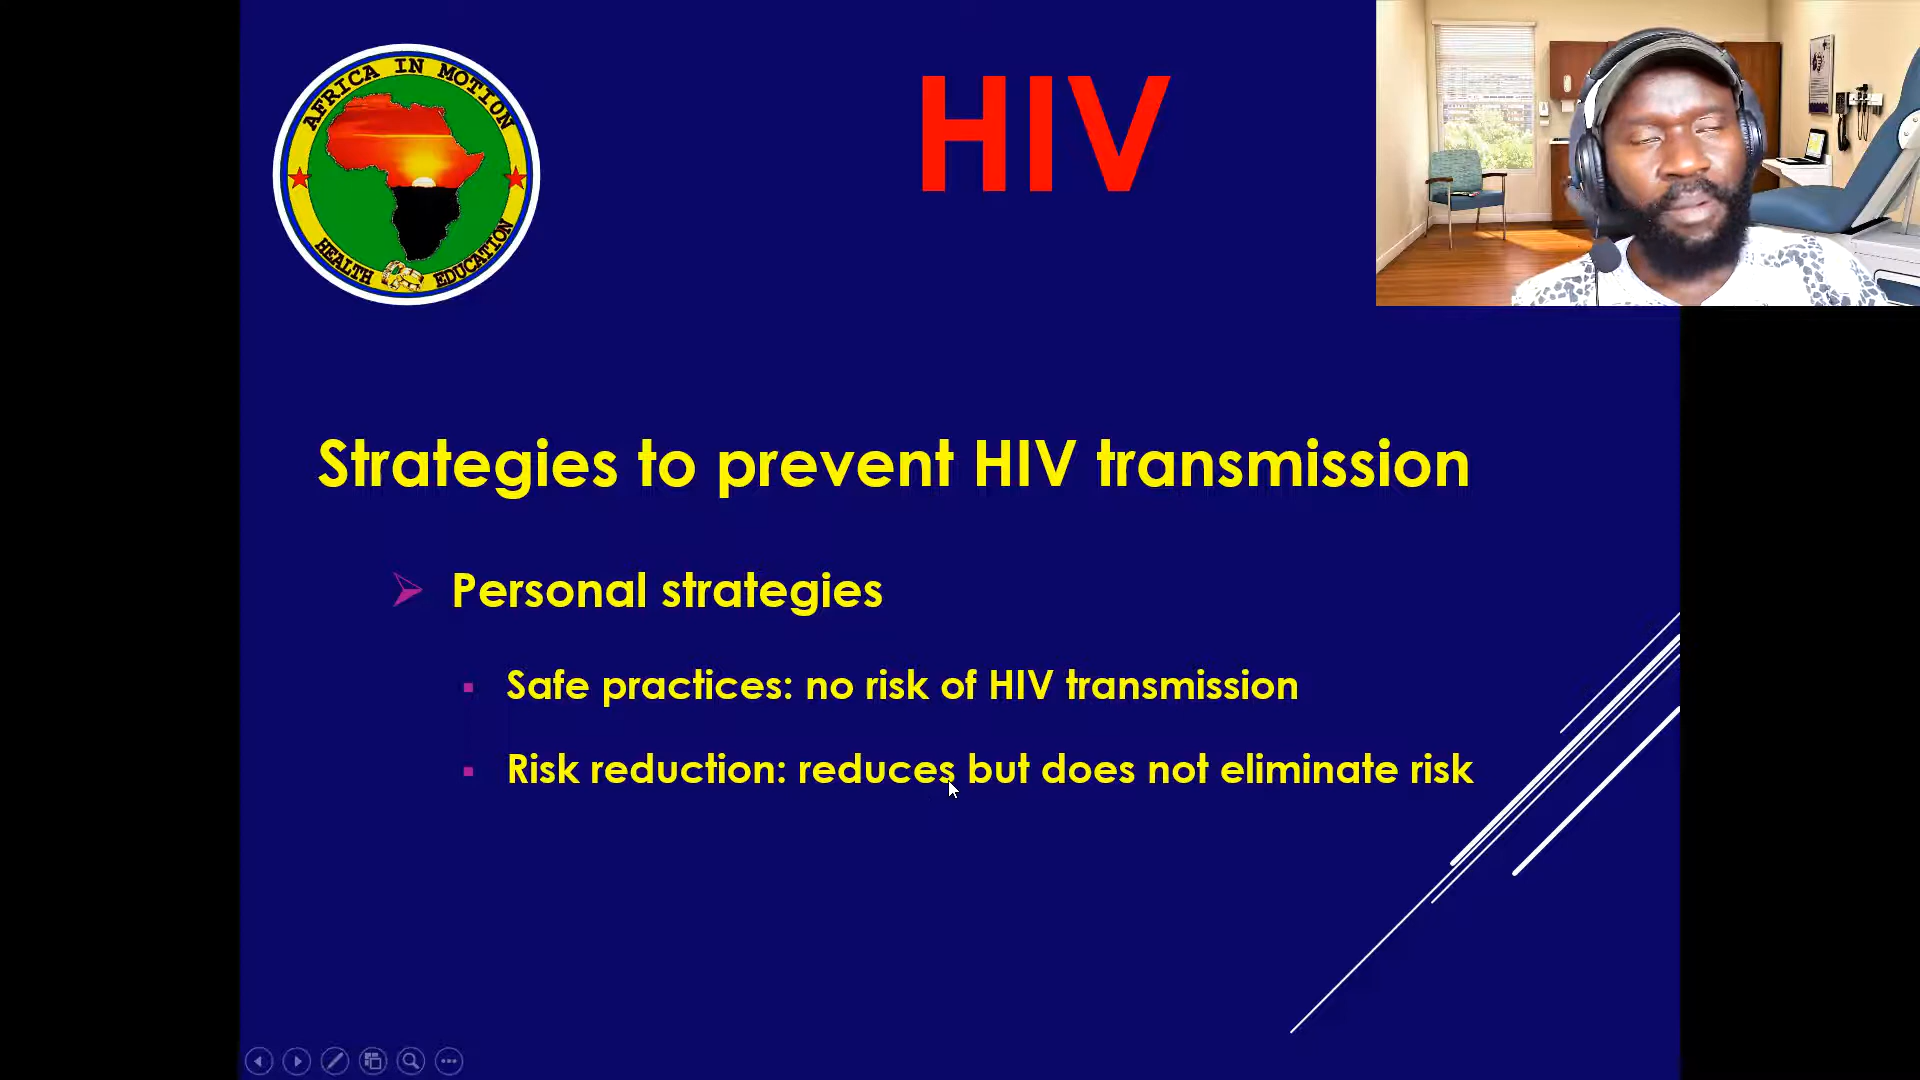 AFRICA IN MOTION
HEALTH EDUCATION
HIV
Strategies to prevent HIV transmission
Personal strategies
Safe practices: no risk of HIV transmission
Risk reduction: reduces but does not eliminate risk